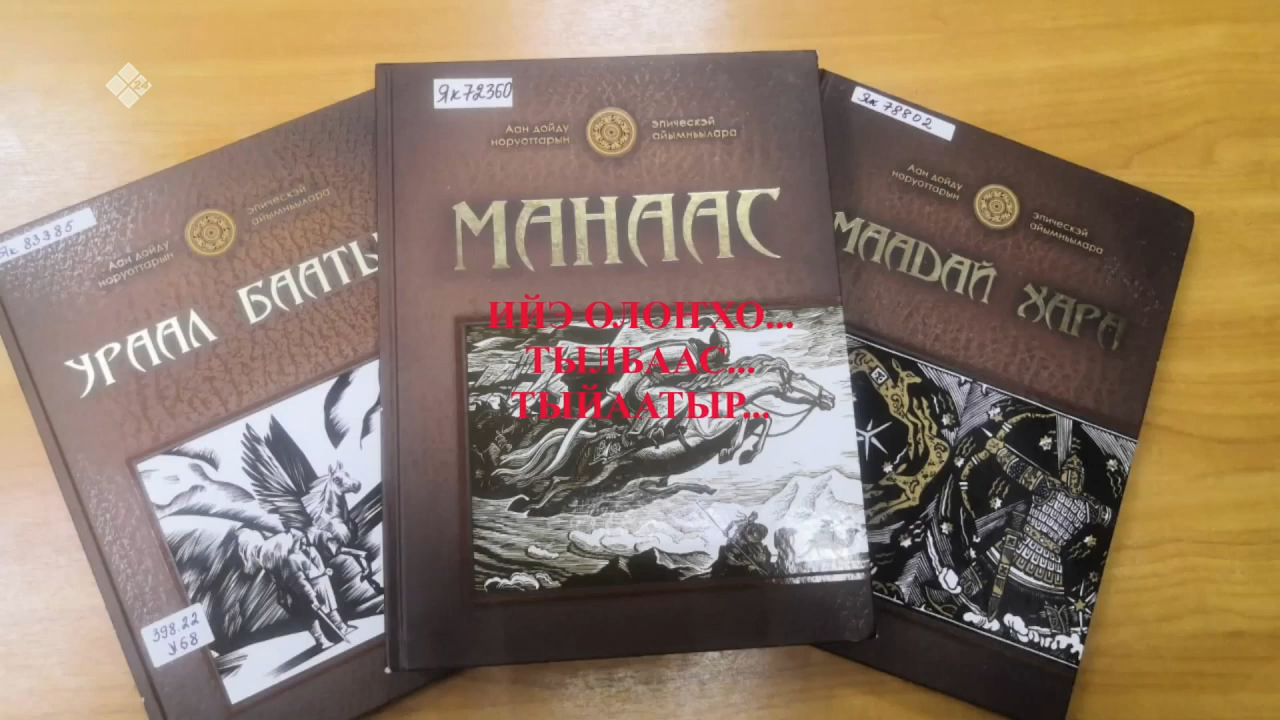 24
Як 83385
Аан дойду
норуоттарын
эпическэй
айымньылара
УРААЛ БААТЫ
398.22
У68
Як 72360
Аан дойду
норуоттарын
эпическэй
айымньылара
МАНААС
ИЙЭ ОЛОҤХО...
ТЫЛБААС...
ТЫЙААТЫР...
Як 78802
Аан дойду
норуоттарын
эпическэй
айымньылара
МААДАЙ ХАРА